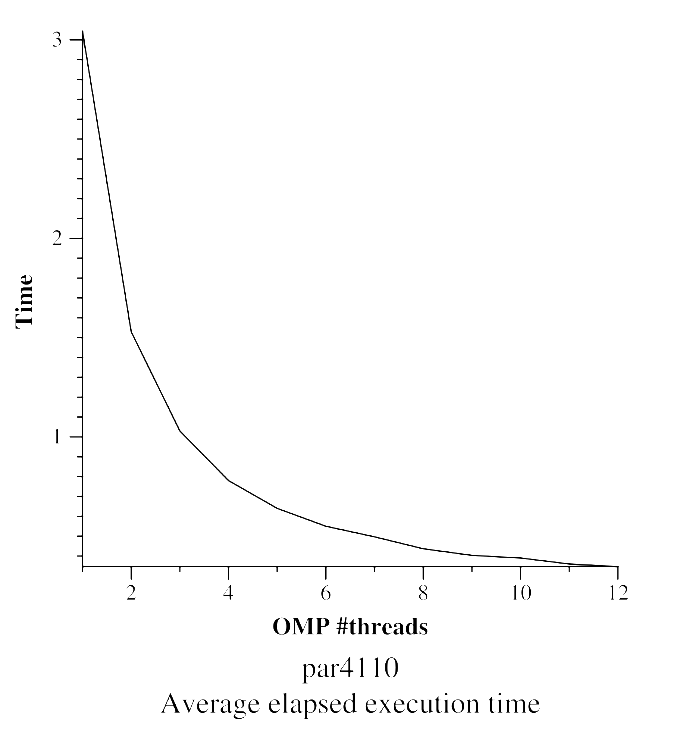 3
2
1
Time
2 4 6 8 10 12
OMP #threads
par4110
Average elapsed execution time